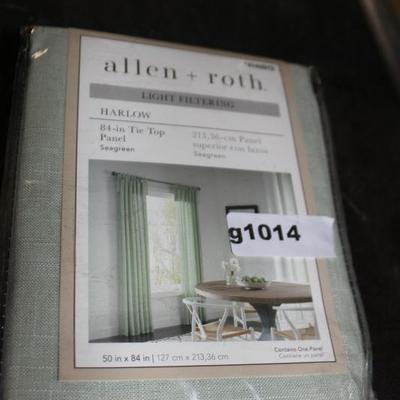 allen + roth
LIGHT FILTERING
HARLOW
84-in Tie Top
Panel
Seagreen
213,36-cm Panel
superior con lazos
Seagreen
g1014
50 in x 84 in | 127 cm x 213,36 cm
Contains One Panel
Contiene un panel